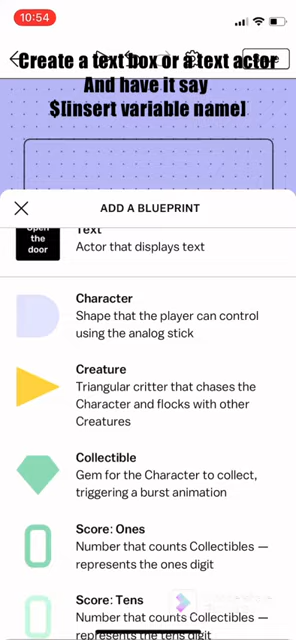 10:54
Create a text box or a text actor
And have it say
$[insert variable name]
ADD A BLUEPRINT
Open
the
door
Text
Actor that displays text
Character
Shape that the player can control
using the analog stick
Creature
Triangular critter that chases the
Character and flocks with other
Creatures
Collectible
Gem for the Character to collect,
triggering a burst animation
Score: Ones
Number that counts Collectibles —
represents the ones digit
Score: Tens
Number that counts Collectibles —
represents the tens digit